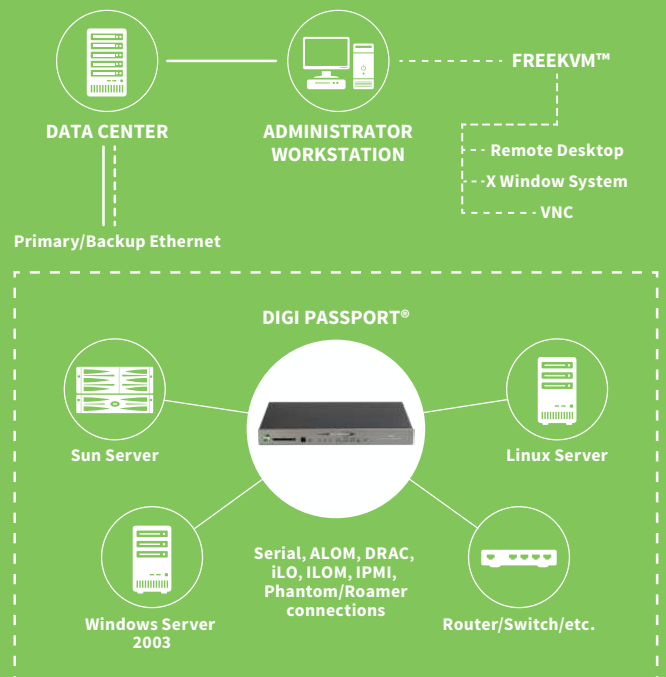 FREEKVM™
DATA CENTER
ADMINISTRATOR
WORKSTATION
Remote Desktop
X Window System
VNC
Primary/Backup Ethernet
DIGI PASSPORT®
Sun Server
Linux Server
Serial, ALOM, DRAC,
iLO, ILOM, IPMI,
Phantom/Roamer
connections
Windows Server
2003
Router/Switch/etc.